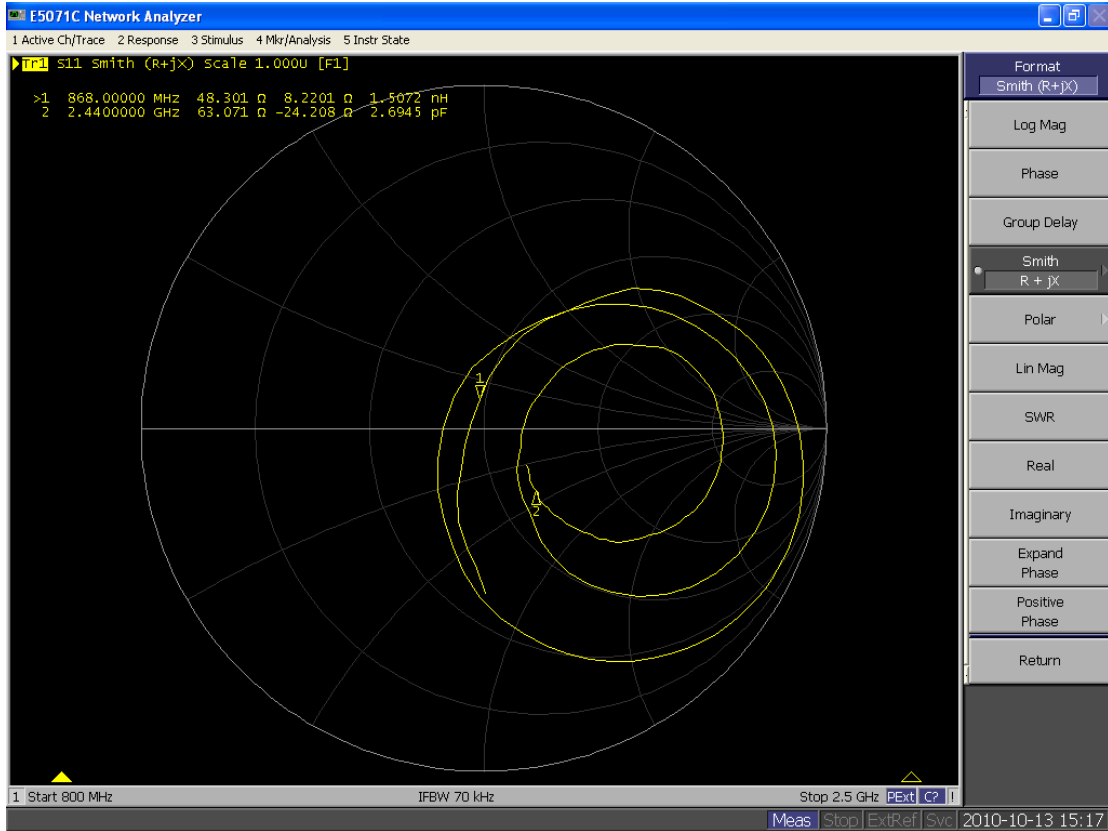 E5071C Network Analyzer
1 Active Ch/Trace 2 Response 3 Stimulus 4 Mkr/Analysis 5 Instr State
Tr1 S11 Smith (R+jX) Scale 1.000U [F1]
>1 868.00000 MHz 48.301 Ω 8.2201 Ω 1.5072 nH
2 2.4400000 GHz 63.071 Ω -24.208 Ω 2.6945 pF
1
2
Format
Smith (R+jX)
Log Mag
Phase
Group Delay
Smith
R + jX
Polar
Lin Mag
SWR
Real
Imaginary
Expand
Phase
Positive
Phase
Return
1 Start 800 MHz IFBW 70 kHz Stop 2.5 GHz PExt C? !
Meas Stop ExtRef Svc 2010-10-13 15:17